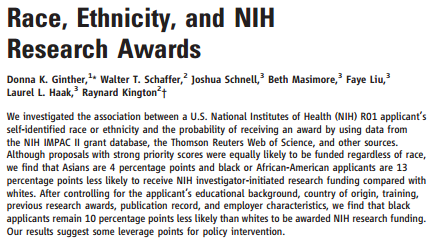 Race, Ethnicity, and NIH
Research Awards
Donna K. Ginther,1* Walter T. Schaffer,2 Joshua Schnell,3 Beth Masimore,3 Faye Liu,3
Laurel L. Haak,3 Raynard Kington2†
We investigated the association between a U.S. National Institutes of Health (NIH) R01 applicant's
self-identified race or ethnicity and the probability of receiving an award by using data from
the NIH IMPAC II grant database, the Thomson Reuters Web of Science, and other sources.
Although proposals with strong priority scores were equally likely to be funded regardless of race,
we find that Asians are 4 percentage points and black or African-American applicants are 13
percentage points less likely to receive NIH investigator-initiated research funding compared with
whites. After controlling for the applicant's educational background, country of origin, training,
previous research awards, publication record, and employer characteristics, we find that black
applicants remain 10 percentage points less likely than whites to be awarded NIH research funding.
Our results suggest some leverage points for policy intervention.